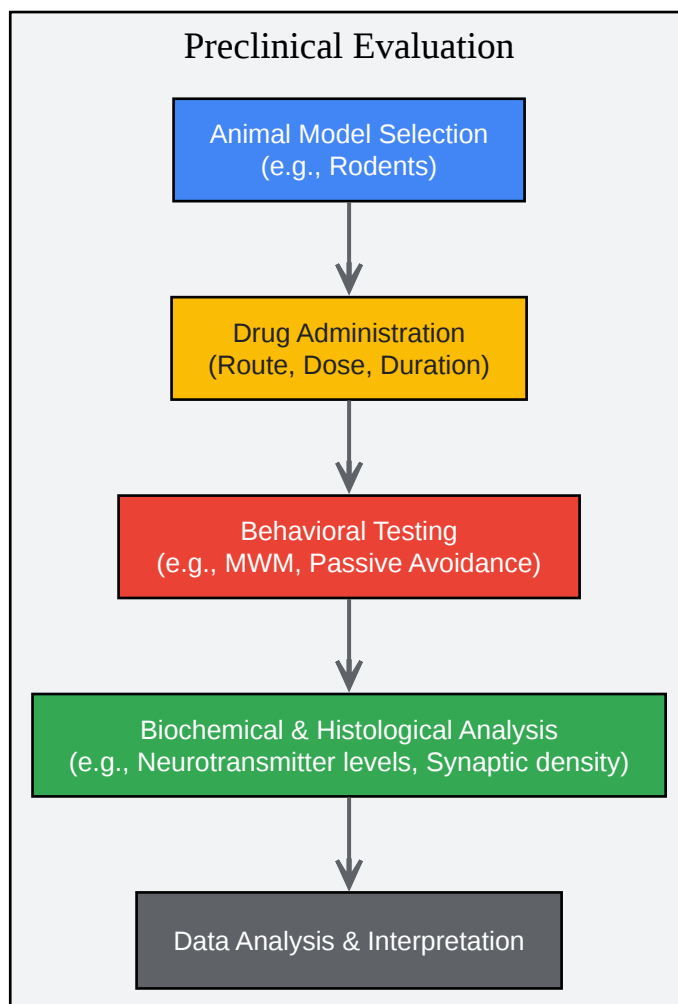 Preclinical Evaluation
Animal Model Selection
(e.g., Rodents)
Drug Administration
(Route, Dose, Duration)
Behavioral Testing
(e.g., MWM, Passive Avoidance)
Biochemical & Histological Analysis
(e.g., Neurotransmitter levels, Synaptic density)
Data Analysis & Interpretation